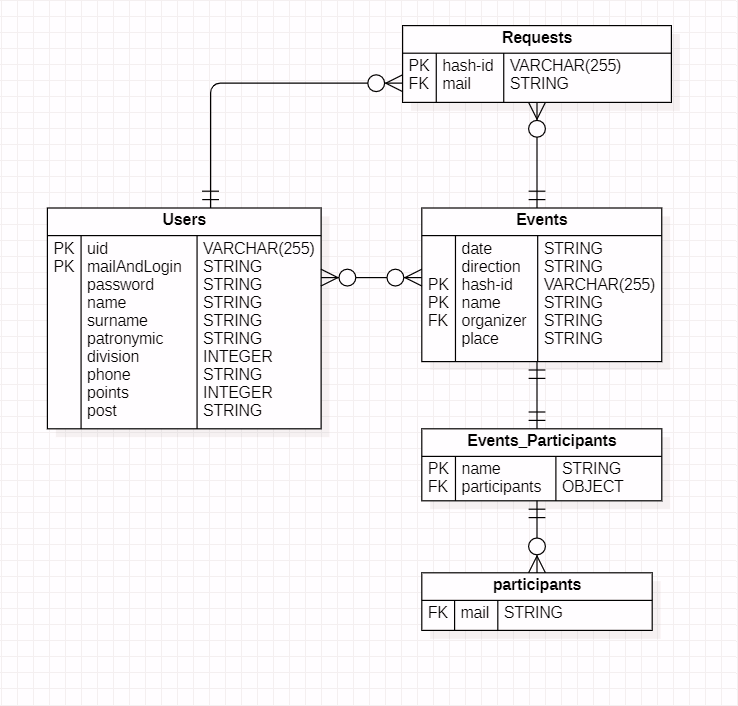 Requests
PK hash-id VARCHAR(255)
FK mail STRING
Users
PK uid VARCHAR(255)
PK mailAndLogin STRING
password STRING
name STRING
surname STRING
patronymic STRING
division INTEGER
phone STRING
points INTEGER
post STRING
Events
date STRING
direction STRING
PK hash-id VARCHAR(255)
PK name STRING
FK organizer STRING
place STRING
Events_Participants
PK name STRING
FK participants OBJECT
participants
FK mail STRING